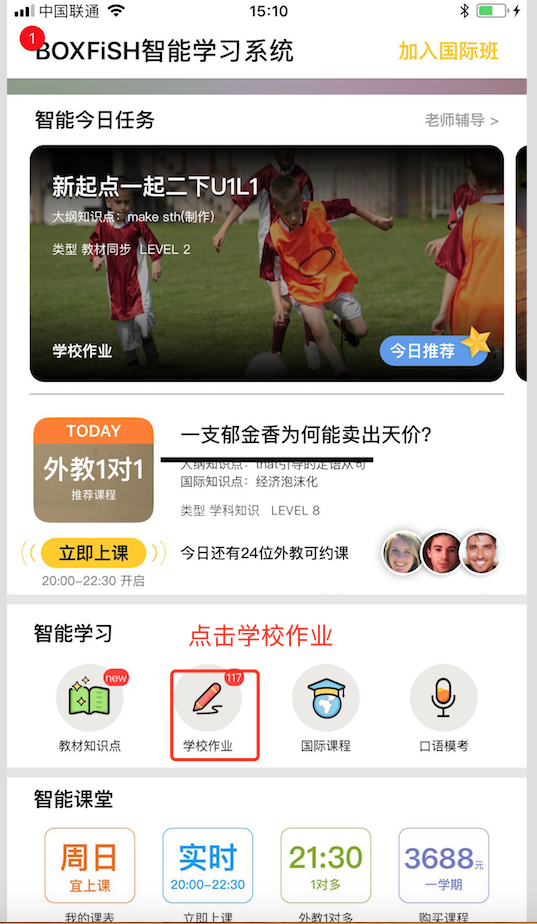 中国联通
15:10
1
BOXFiSH智能学习系统
加入国际班
智能今日任务
老师辅导 >
新起点一起二下U1L1
大纲知识点：make sth(制作)
类型 教材同步 LEVEL 2
学校作业
今日推荐
TODAY
外教1对1
推荐课程
一支郁金香为何能卖出天价?
大纲知识点：that引导的定语从句
国际知识点：经济泡沫化
类型 学科知识 LEVEL 8
立即上课
今日还有24位外教可约课
20:00-22:30 开启
智能学习
点击学校作业
new
117
教材知识点
学校作业
国际课程
口语模考
智能课堂
周日
宜上课
实时
20:00-22:30
21:30
1对多
3688元
一学期
我的课表
立即上课
外教1对多
购买课程